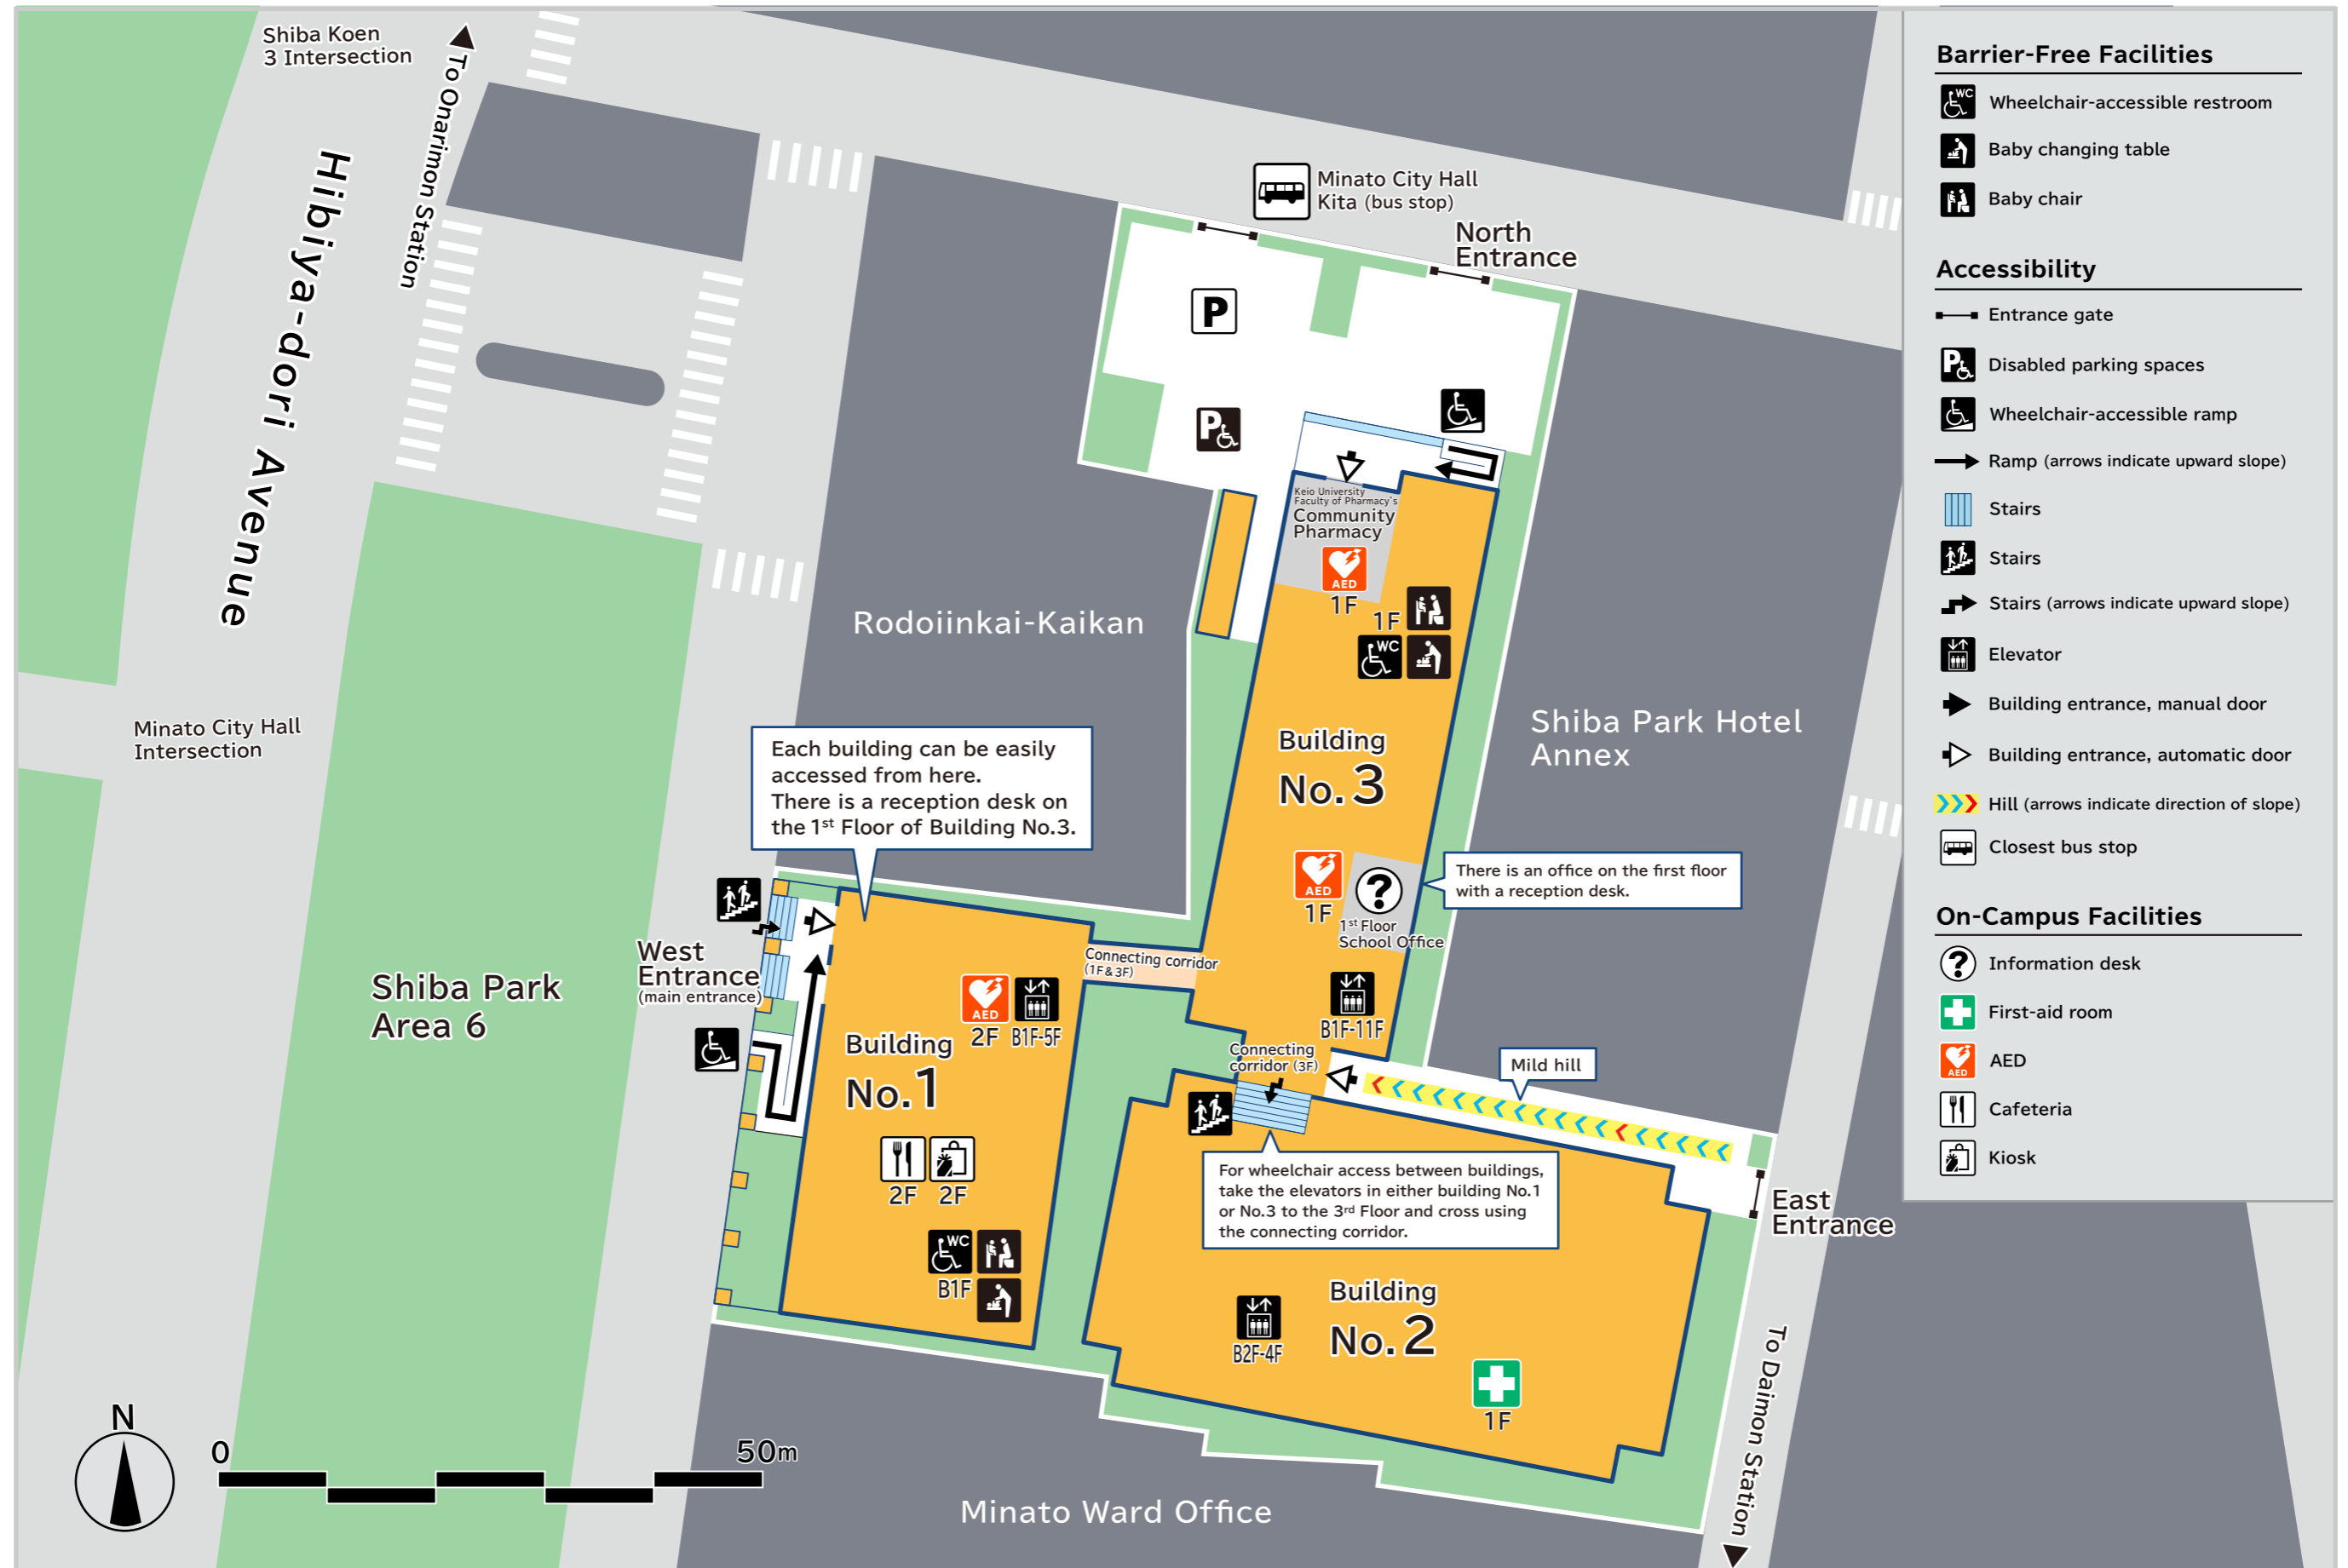 Shiba Koen
3 Intersection
To Onarimon Station
Hibiya-dori Avenue
Minato City Hall
Kita (bus stop)
North
Entrance
P
P
Keio University
Faculty of Pharmacy's
Community
Pharmacy
AED
1F
1F
WC
Rodoiinkai-Kaikan
Minato City Hall
Intersection
Building
No.3
Shiba Park Hotel
Annex
Each building can be easily
accessed from here.
There is a reception desk on
the 1st Floor of Building No.3.
AED
1F
?
1st Floor
School Office
There is an office on the first floor
with a reception desk.
West
Entrance
(main entrance)
Connecting corridor
(1F & 3F)
Shiba Park
Area 6
AED
2F
B1F-5F
B1F-11F
Building
No.1
Connecting
corridor (3F)
Mild hill
2F
2F
For wheelchair access between buildings,
take the elevators in either building No.1
or No.3 to the 3rd Floor and cross using
the connecting corridor.
East
Entrance
WC
B1F
Building
No.2
B2F-4F
1F
To Daimon Station
Minato Ward Office
N
0
50m
Barrier-Free Facilities
WC
Wheelchair-accessible restroom
Baby changing table
Baby chair
Accessibility
Entrance gate
P
Disabled parking spaces
Wheelchair-accessible ramp
Ramp (arrows indicate upward slope)
Stairs
Stairs
Stairs (arrows indicate upward slope)
Elevator
Building entrance, manual door
Building entrance, automatic door
Hill (arrows indicate direction of slope)
Closest bus stop
On-Campus Facilities
?
Information desk
First-aid room
AED
AED
Cafeteria
Kiosk